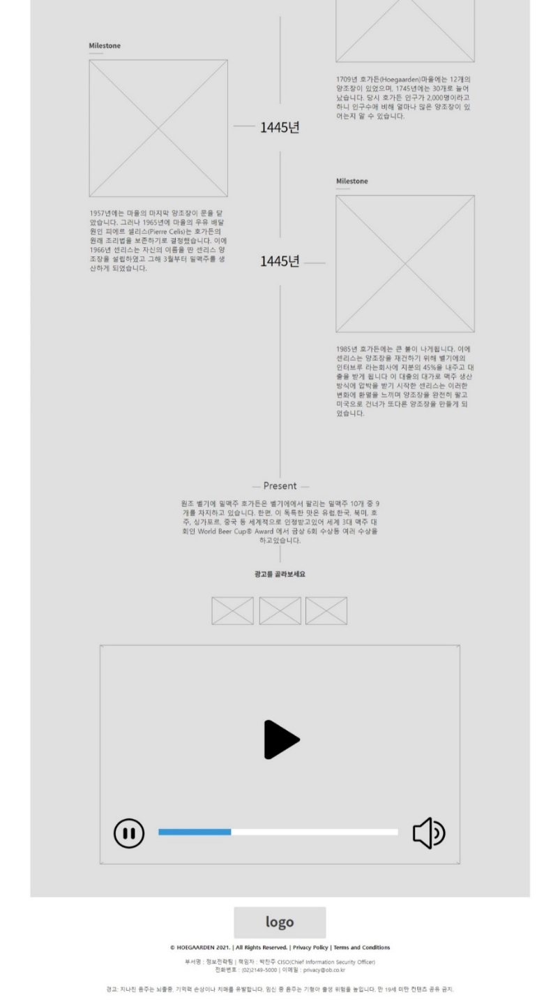 Milestone
1709년 호가든(Hoegaarden)마을에는 12개의
양조장이 있었으며, 1745년에는 30개로 늘어
났습니다. 당시 호가든 인구가 2,000명이라고
하니 인구수에 비해 얼마나 많은 양조장이 있
어는지 알 수 있습니다.
1445년
Milestone
1957년에는 마을의 마지막 양조장이 문을 닫
았습니다. 그러나 1965년에 마을의 우유 배달
원인 피에르 셀리스(Pierre Celis)는 호가든의
원래 조리법을 보존하기로 결정했습니다. 이에
1966년 센리스는 자신의 이름을 딴 센리스 양
조장을 설립하였고 그해 3월부터 밀맥주를 생
산하게 되었습니다.
1445년
1985년 호가든에는 큰 불이 나게됩니다. 이에
센리스는 양조장을 재건하기 위해 벨기에의
인터브루 라는회사에 지분의 45%을 내주고 대
출을 받게 됩니다 이 대출의 대가로 맥주 생산
방식에 압박을 받기 시작한 센리스는 이러한
변화에 환멸을 느끼며 양조장을 완전히 팔고
미국으로 건너가 또다른 양조장을 만들게 되
었습니다.
Present
원조 벨기에 밀맥주 호가든은 벨기에에서 팔리는 밀맥주 10개 중 9
개를 차지하고 있습니다. 한편, 이 독특한 맛은 유럽,한국, 북미, 호
주, 싱가포르, 중국 등 세계적으로 인정받고있어 세계 3대 맥주 대
회인 World Beer Cup® Award 에서 금상 6회 수상등 여러 수상을
하고있습니다.
광고를 골라보세요
logo
© HOEGAARDEN 2021. | All Rights Reserved. | Privacy Policy | Terms and Conditions
부서명 : 정보전략팀 | 책임자 : 박찬주 CISO(Chief Information Security Officer)
전화번호 : (02)2149-5000 | 이메일 : privacy@ob.co.kr
경고: 지나친 음주는 뇌졸중, 기억력 손상이나 치매를 유발합니다. 임신 중 음주는 기형아 출생 위험을 높입니다. 만 19세 미만 컨텐츠 공유 금지.